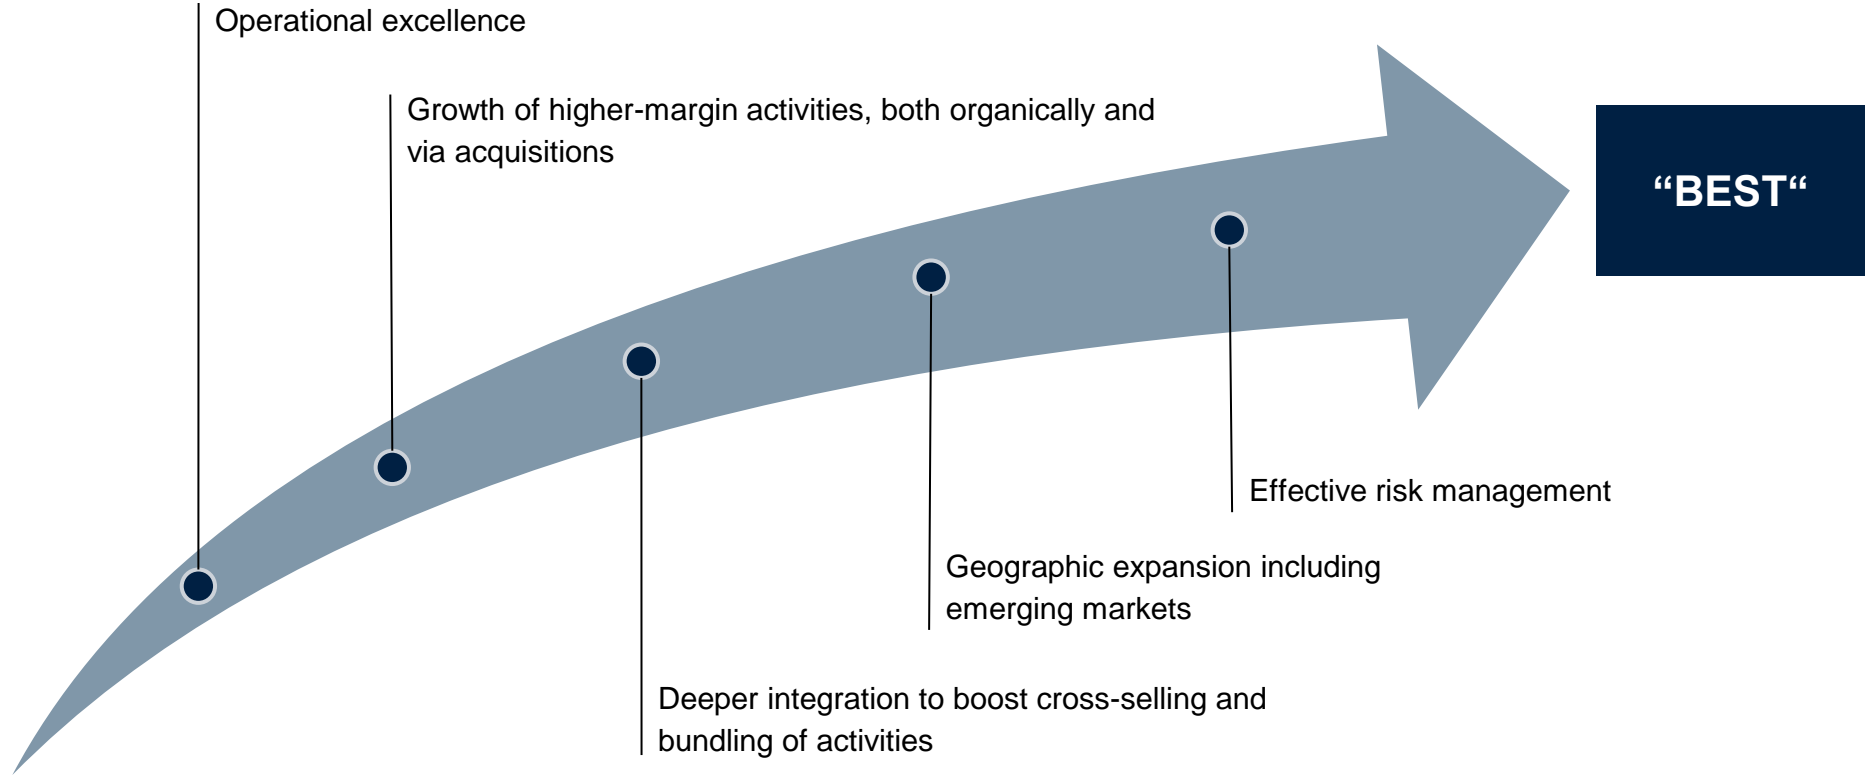 Operational excellence
Growth of higher-margin activities, both organically and
via acquisitions
“BEST“
Effective risk management
Geographic expansion including
emerging markets
Deeper integration to boost cross-selling and
bundling of activities